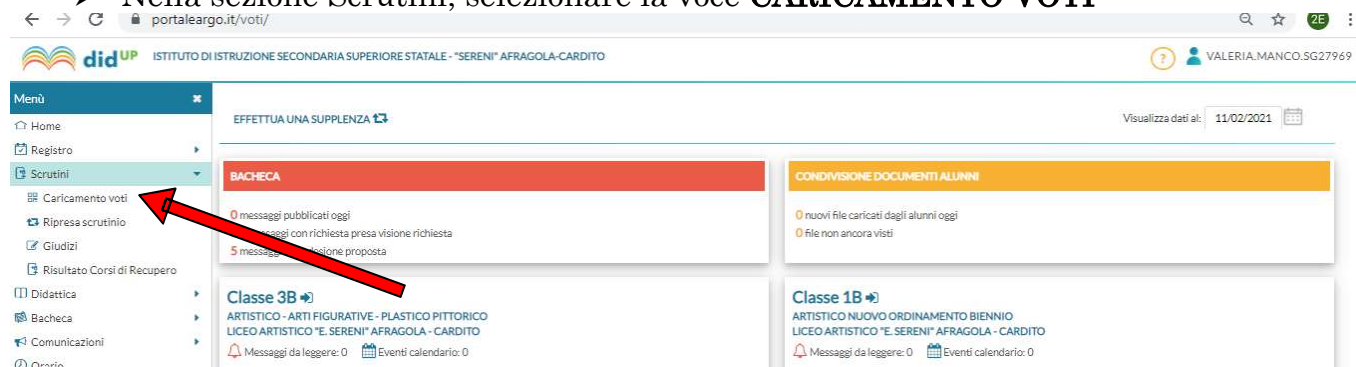 Nella sezione Scrutini, selezionare la voce CARICAMENTO VOTI
portaleargo.it/voti/
2E
didUP ISTITUTO DI ISTRUZIONE SECONDARIA SUPERIORE STATALE - "SERENI" AFRAGOLA-CARDITO
? VALERIA.MANCO.SG27969
Menù
Home
Registro
Scrutini
Caricamento voti
Ripresa scrutinio
Giudizi
Risultato Corsi di Recupero
Didattica
Bacheca
Comunicazioni
Orario
EFFETTUA UNA SUPPLENZA
Visualizza dati al: 11/02/2021
BACHECA
0 messaggi pubblicati oggi
con richiesta presa visione richiesta
5 messaggi proposta
CONDIVISIONE DOCUMENTI ALUNNI
0 nuovi file caricati dagli alunni oggi
0 file non ancora visti
Classe 3B
ARTISTICO - ARTI FIGURATIVE - PLASTICO PITTORICO
LICEO ARTISTICO "E. SERENI" AFRAGOLA - CARDITO
Messaggi da leggere: 0 Eventi calendario: 0
Classe 1B
ARTISTICO NUOVO ORDINAMENTO BIENNIO
LICEO ARTISTICO "E. SERENI" AFRAGOLA - CARDITO
Messaggi da leggere: 0 Eventi calendario: 0